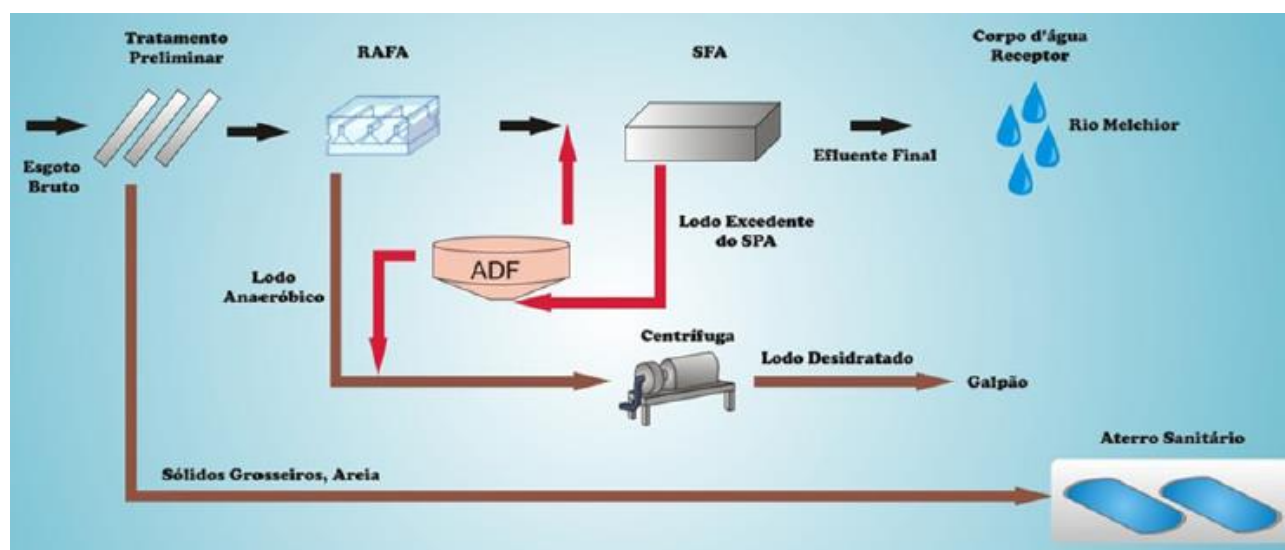 Tratamento
Preliminar
RAFA
SFA
Corpo d'água
Receptor
Rio Melchior
Esgoto
Bruto
Efluente Final
Lodo Excedente
do SPA
ADF
Lodo
Anaeróbico
Centrífuga
Lodo Desidratado
Galpão
Aterro Sanitário
Sólidos Grosseiros, Areia